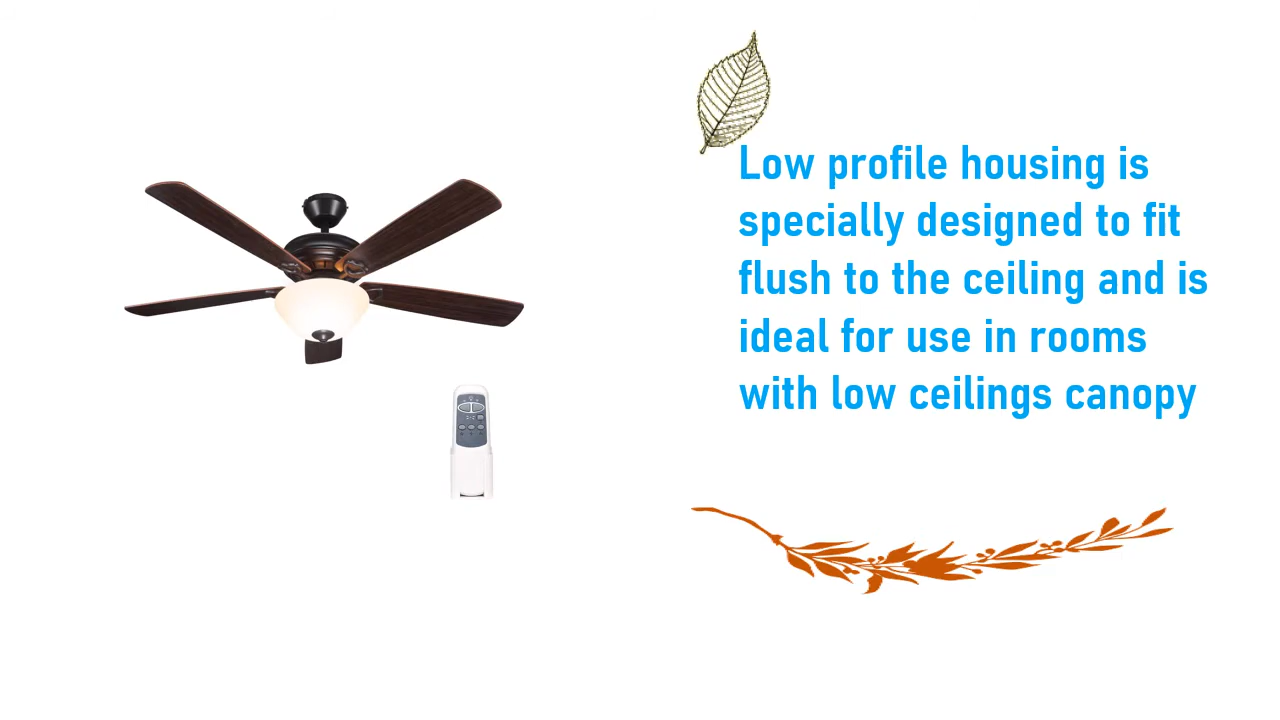 Low profile housing is
specially designed to fit
flush to the ceiling and is
ideal for use in rooms
with low ceilings canopy